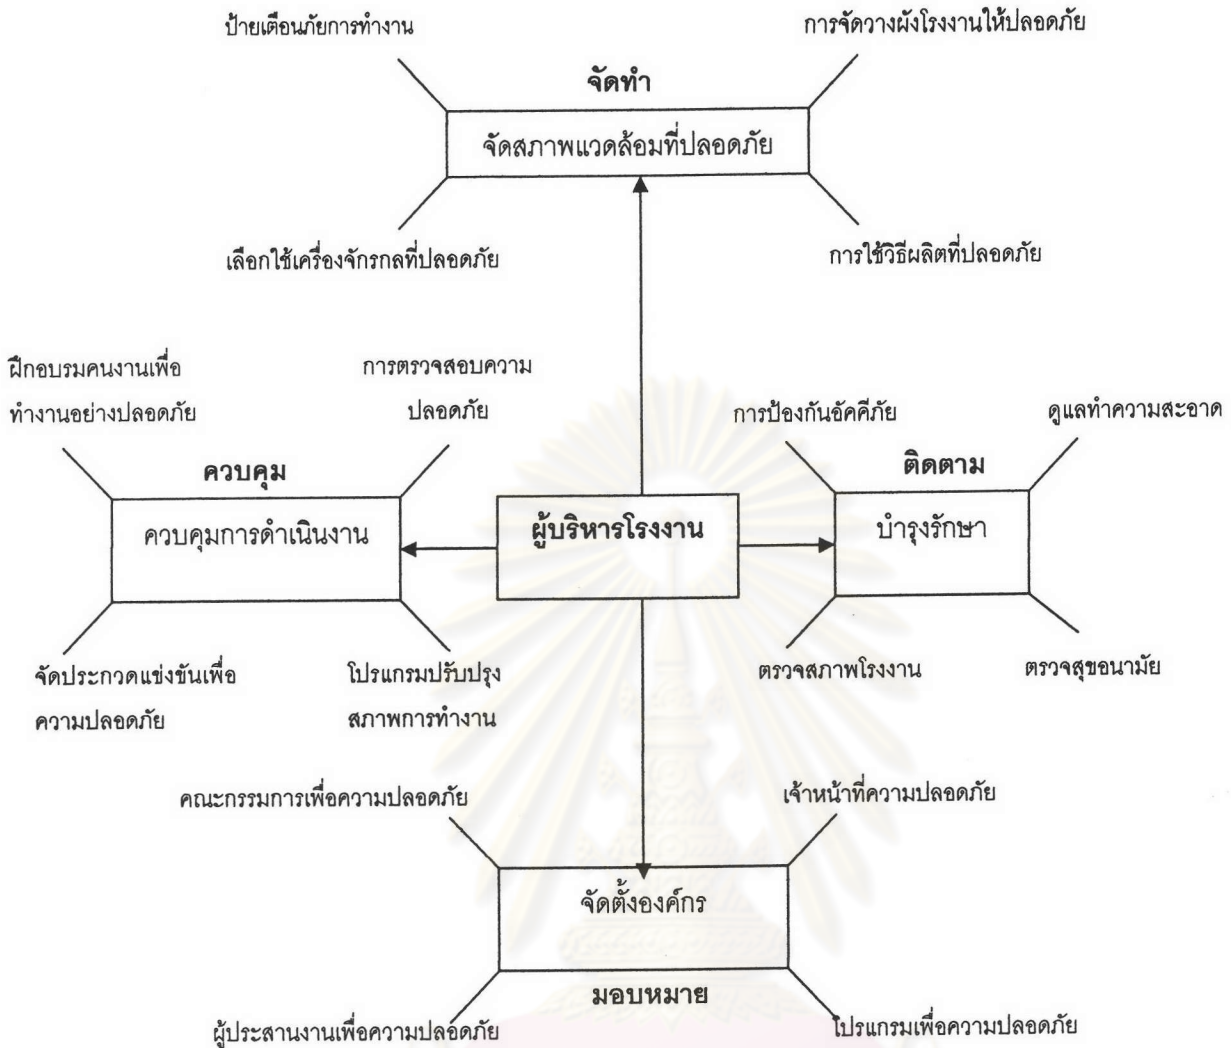 ป้ายเตือนภัยการทำงาน
การจัดวางผังโรงงานให้ปลอดภัย
จัดทำ
จัดสภาพแวดล้อมที่ปลอดภัย
เลือกใช้เครื่องจักรกลที่ปลอดภัย
การใช้วิธีผลิตที่ปลอดภัย
ฝึกอบรมคนงานเพื่อ
ทำงานอย่างปลอดภัย
การตรวจสอบความ
ปลอดภัย
ควบคุม
ควบคุมการดำเนินงาน
จัดประกวดแข่งขันเพื่อ
ความปลอดภัย
โปรแกรมปรับปรุง
สภาพการทำงาน
ผู้บริหารโรงงาน
การป้องกันอัคคีภัย
ดูแลทำความสะอาด
ติดตาม
บำรุงรักษา
ตรวจสภาพโรงงาน
ตรวจสุขอนามัย
คณะกรรมการเพื่อความปลอดภัย
เจ้าหน้าที่ความปลอดภัย
จัดตั้งองค์กร
มอบหมาย
ผู้ประสานงานเพื่อความปลอดภัย
โปรแกรมเพื่อความปลอดภัย